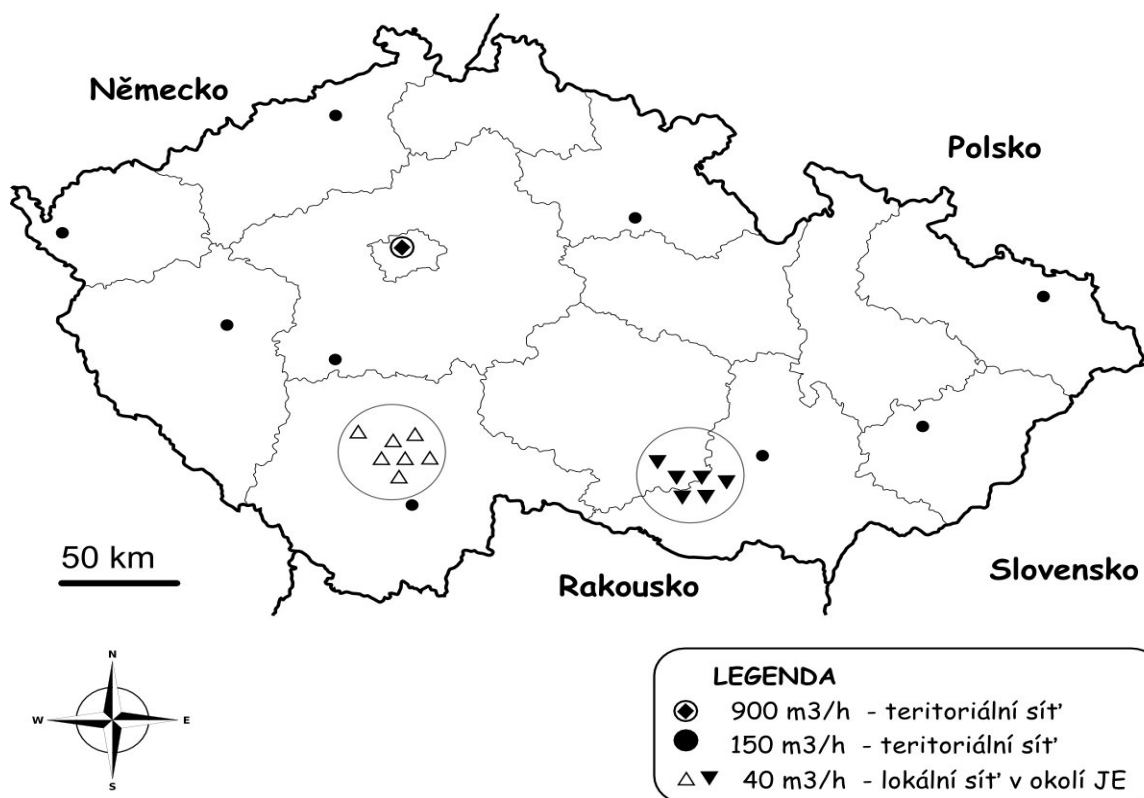 Německo
Polsko
50 km
Rakousko
Slovensko
N
W
E
S
LEGENDA
900 m3/h - teritoriální síť
150 m3/h - teritoriální síť
40 m3/h - lokální síť v okolí JE